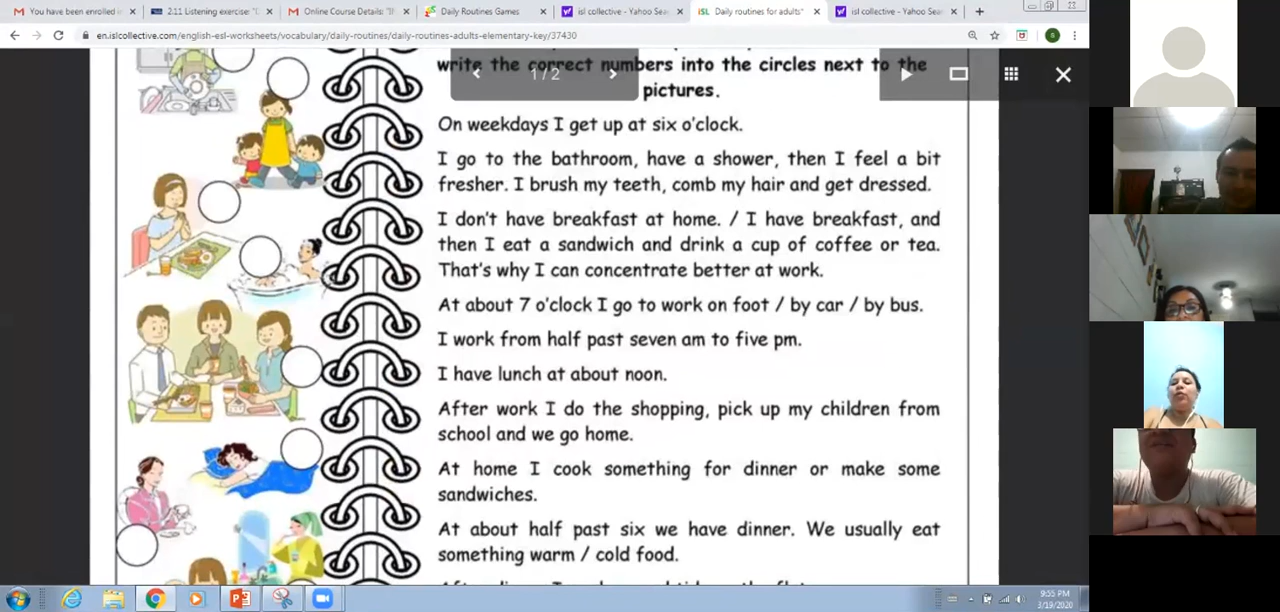 You have been enrolled in
2.11 Listening exercise: "D
Online Course Details: "Th
Daily Routines Games
isl collective - Yahoo Sea
Daily routines for adults"
isl collective - Yahoo Sea
en.islcollective.com/english-esl-worksheets/vocabulary/daily-routines/daily-routines-adults-elementary-key/37430
write the correct numbers into the circles next to the
1/2
pictures.
On weekdays I get up at six o'clock.
I go to the bathroom, have a shower, then I feel a bit
fresher. I brush my teeth, comb my hair and get dressed.
I don't have breakfast at home. / I have breakfast, and
then I eat a sandwich and drink a cup of coffee or tea.
That's why I can concentrate better at work.
At about 7 o'clock I go to work on foot / by car / by bus.
I work from half past seven am to five pm.
I have lunch at about noon.
After work I do the shopping, pick up my children from
school and we go home.
At home I cook something for dinner or make some
sandwiches.
At about half past six we have dinner. We usually eat
something warm / cold food.
9:55 PM
3/19/2020